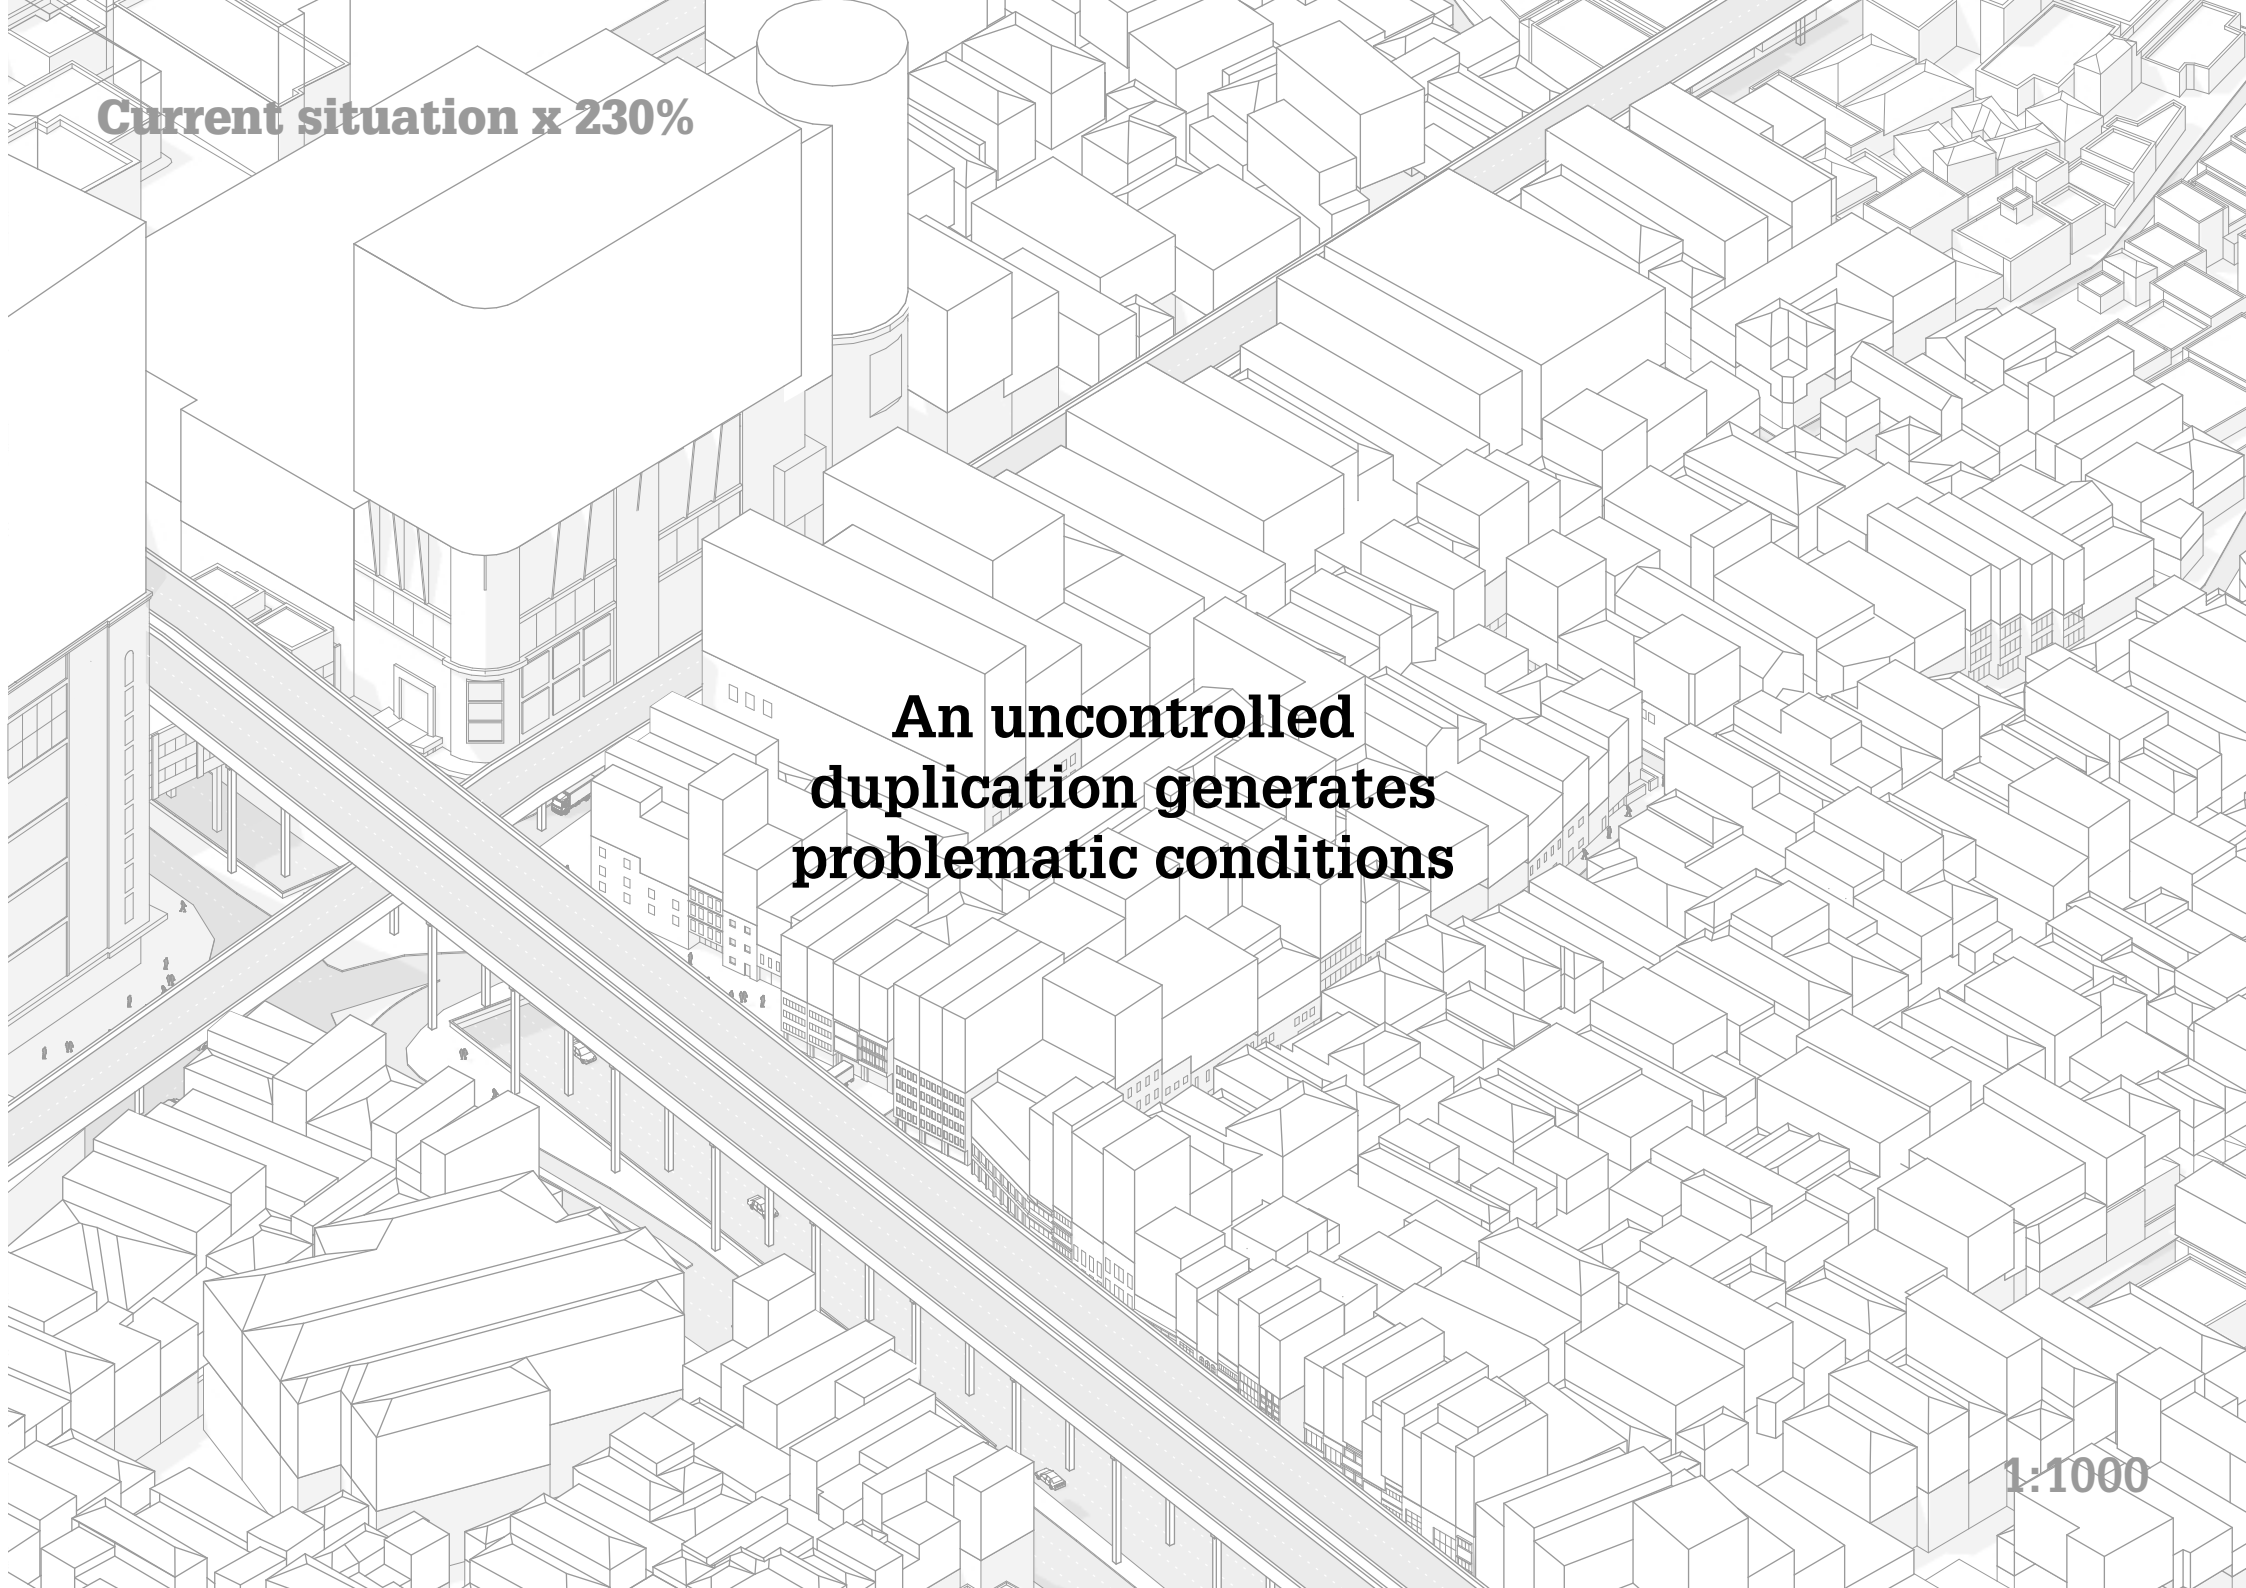 Current situation x 230%
An uncontrolled
duplication generates
problematic conditions
1:1000